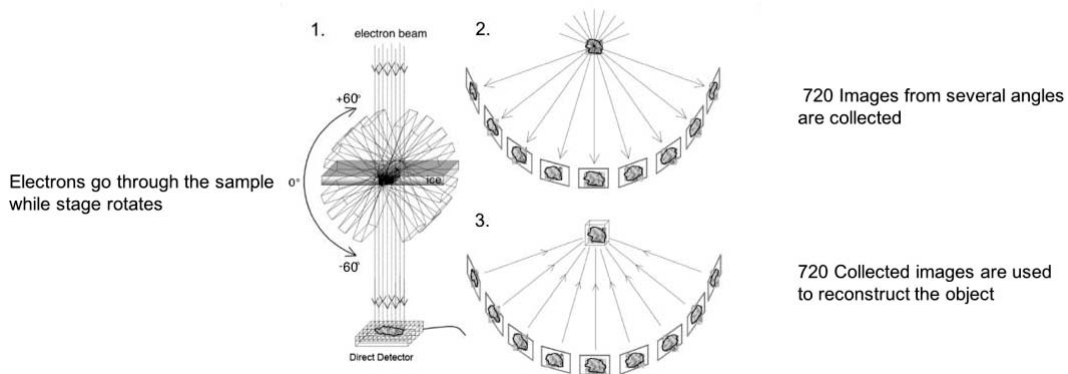 1.
electron beam
+60°
0°
ice
-60°
Direct Detector
Electrons go through the sample
while stage rotates
2.
720 Images from several angles
are collected
3.
720 Collected images are used
to reconstruct the object